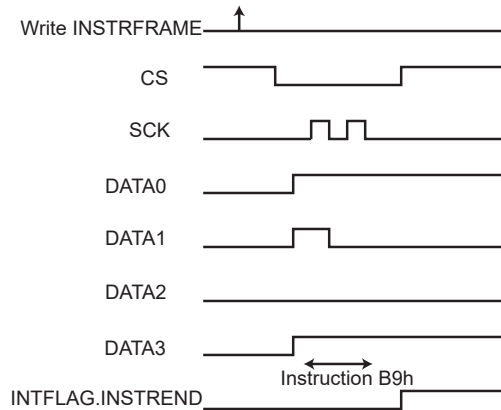 Write INSTRFRAME
CS
SCK
DATA0
DATA1
DATA2
DATA3
Instruction B9h
INTFLAG.INSTREND